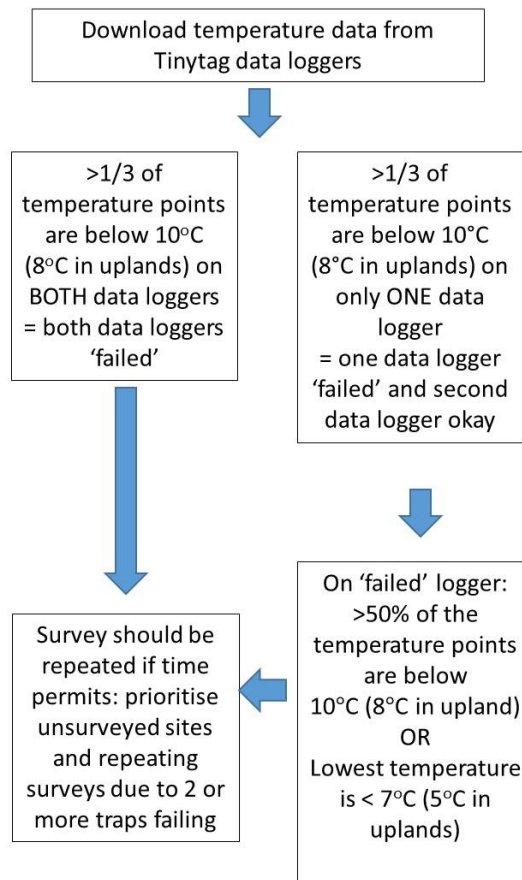 Download temperature data from
Tinytag data loggers
>1/3 of
temperature points
are below 10°C
(8°C in uplands) on
BOTH data loggers
= both data loggers
‘failed’
>1/3 of
temperature points
are below 10°C
(8°C in uplands) on
only ONE data
logger
= one data logger
‘failed’ and second
data logger okay
On ‘failed’ logger:
>50% of the
temperature points
are below
10°C (8°C in upland)
OR
Lowest temperature
is < 7°C (5°C in
uplands)
Survey should be
repeated if time
permits: prioritise
unsurveyed sites
and repeating
surveys due to 2 or
more traps failing